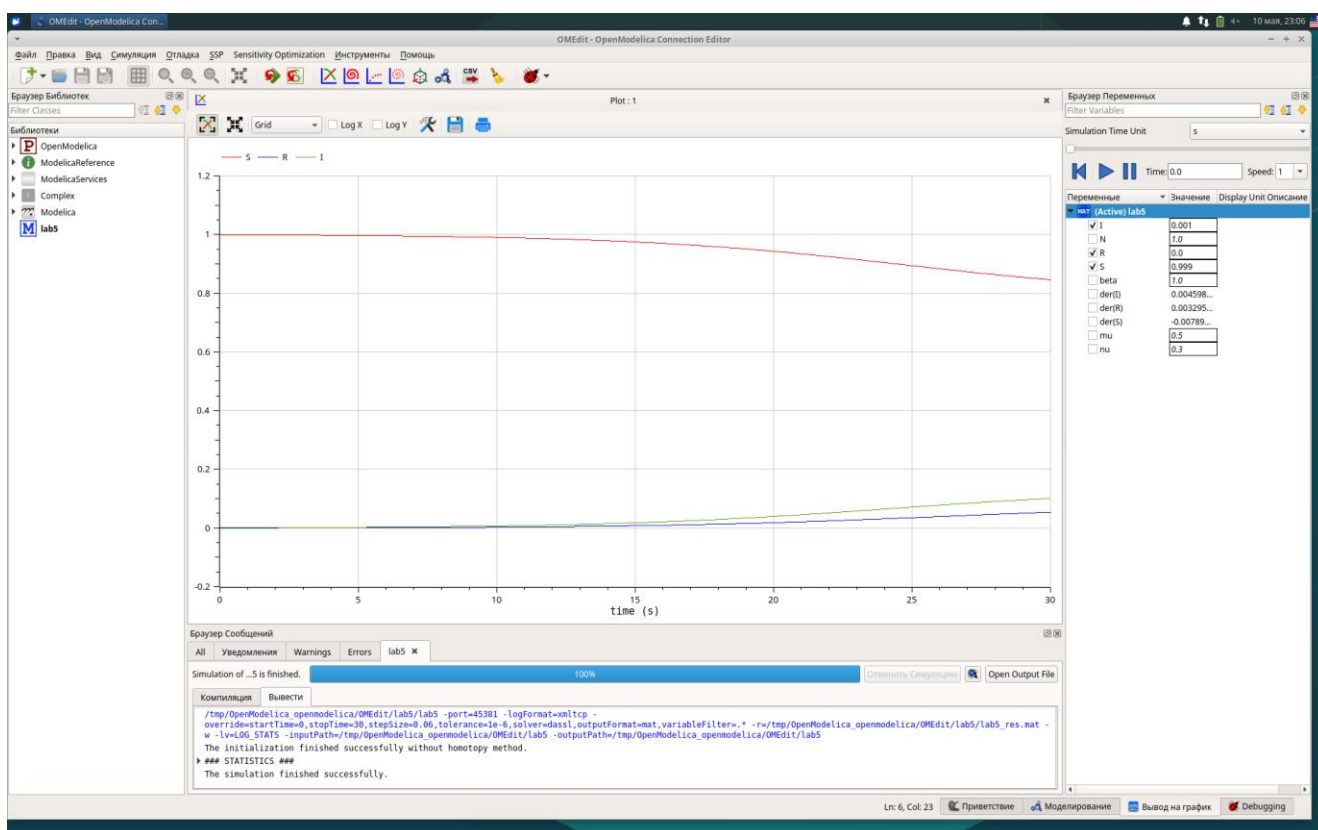 OMEdit - OpenModelica Con...
10 мая, 23:06
OMEdit - OpenModelica Connection Editor
Файл Правка Вид Симуляция Отладка SSP Sensitivity Optimization Инструменты Помощь
CSV
Браузер Библиотек
Filter Classes
Библиотеки
P OpenModelica
i ModelicaReference
ModelicaServices
Complex
Modelica
M lab5
Plot : 1
Grid Log X Log Y
S R I
1.2
1
0.8
0.6
0.4
0.2
0
-0.2
0 5 10 15 20 25 30
time (s)
Браузер Сообщений
All Уведомления Warnings Errors lab5
Simulation of ...5 is finished. 100% Отменить Симуляцию Open Output File
Компиляция Вывести
/tmp/OpenModelica_openmodelica/OMEdit/lab5/lab5 -port=45381 -logFormat=xmltcp -
override=startTime=0,stopTime=30,stepSize=0.06,tolerance=1e-6,solver=dassl,outputFormat=mat,variableFilter=.* -r=/tmp/OpenModelica_openmodelica/OMEdit/lab5/lab5_res.mat -
w -lv=LOG_STATS -inputPath=/tmp/OpenModelica_openmodelica/OMEdit/lab5 -outputPath=/tmp/OpenModelica_openmodelica/OMEdit/lab5
The initialization finished successfully without homotopy method.
### STATISTICS ###
The simulation finished successfully.
Браузер Переменных
Filter Variables
Simulation Time Unit s
Time: 0.0 Speed: 1
Переменные Значение Display Unit Описание
MAT (Active) lab5
I 0.001
N 1.0
R 0.0
S 0.999
beta 1.0
der(I) 0.004598...
der(R) 0.003295...
der(S) -0.00789...
mu 0.5
nu 0.3
Ln: 6, Col: 23 Приветствие Моделирование Вывод на график Debugging